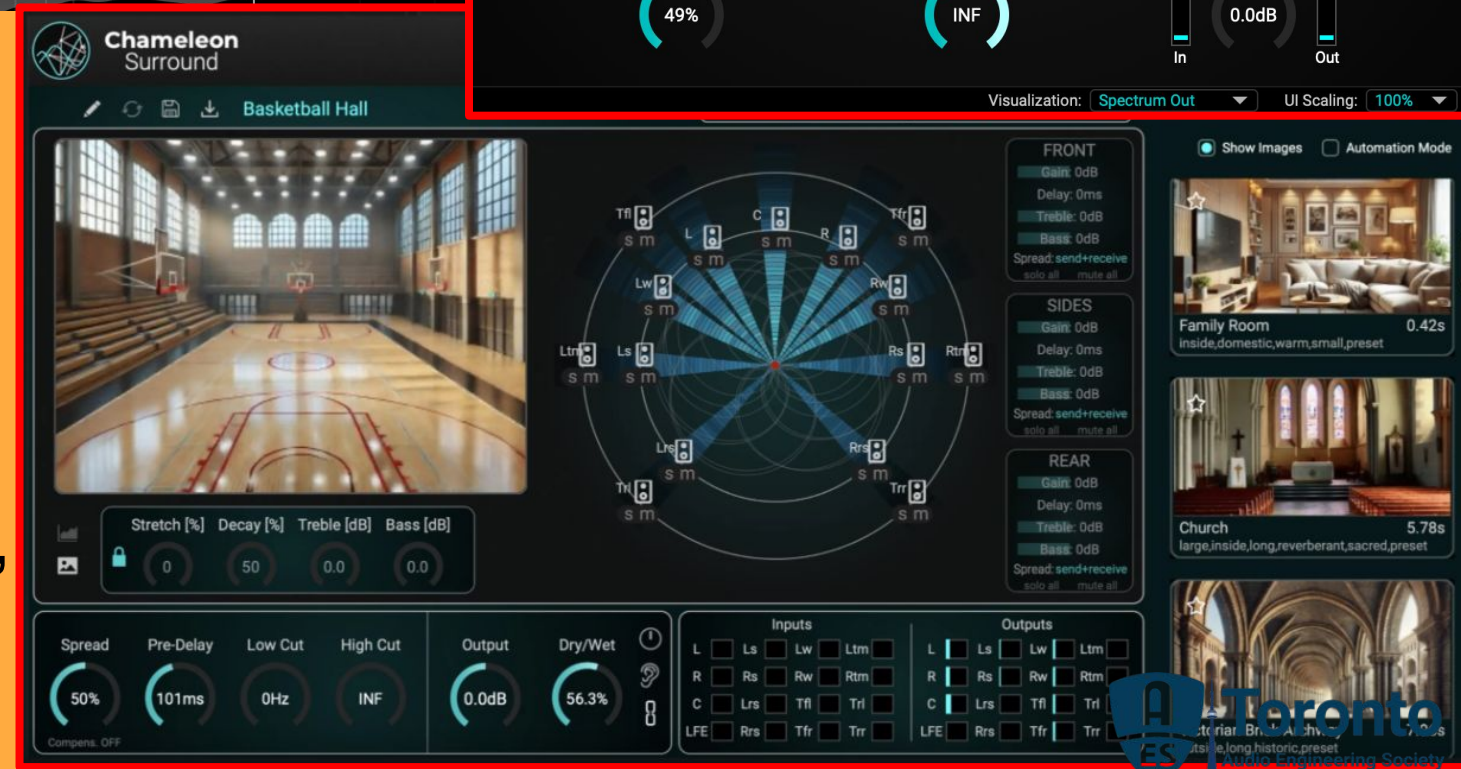 49%
INF
0.0dB
In
Out
Visualization: Spectrum Out
UI Scaling: 100%
Chameleon
Surround
Basketball Hall
Show Images
Automation Mode
Tfl
s m
L
s m
C
s m
R
s m
Tfr
s m
Lw
s m
Rw
s m
Ltm
s m
Ls
s m
Rs
s m
Rtm
s m
Lrs
s m
Rrs
s m
Trl
s m
Trr
s m
FRONT
Gain: 0dB
Delay: 0ms
Treble: 0dB
Bass: 0dB
Spread: send+receive
solo all mute all
SIDES
Gain: 0dB
Delay: 0ms
Treble: 0dB
Bass: 0dB
Spread: send+receive
solo all mute all
REAR
Gain: 0dB
Delay: 0ms
Treble: 0dB
Bass: 0dB
Spread: send+receive
solo all mute all
Family Room 0.42s
inside,domestic,warm,small,preset
Church 5.78s
large,inside,long,reverberant,sacred,preset
,long,historic,preset
Stretch [%] Decay [%] Treble [dB] Bass [dB]
0 50 0.0 0.0
Spread Pre-Delay Low Cut High Cut Output Dry/Wet
50% 101ms 0Hz INF 0.0dB 56.3%
Compens. OFF
Inputs
L Ls Lw Ltm
R Rs Rw Rtm
C Lrs Tfl Trl
LFE Rrs Tfr Trr
Outputs
L Ls Lw Ltm
R Rs Rw Rtm
C Lrs Tfl Trl
LFE Rrs Tfr Trr
AES
Toronto
Audio Engineering Society